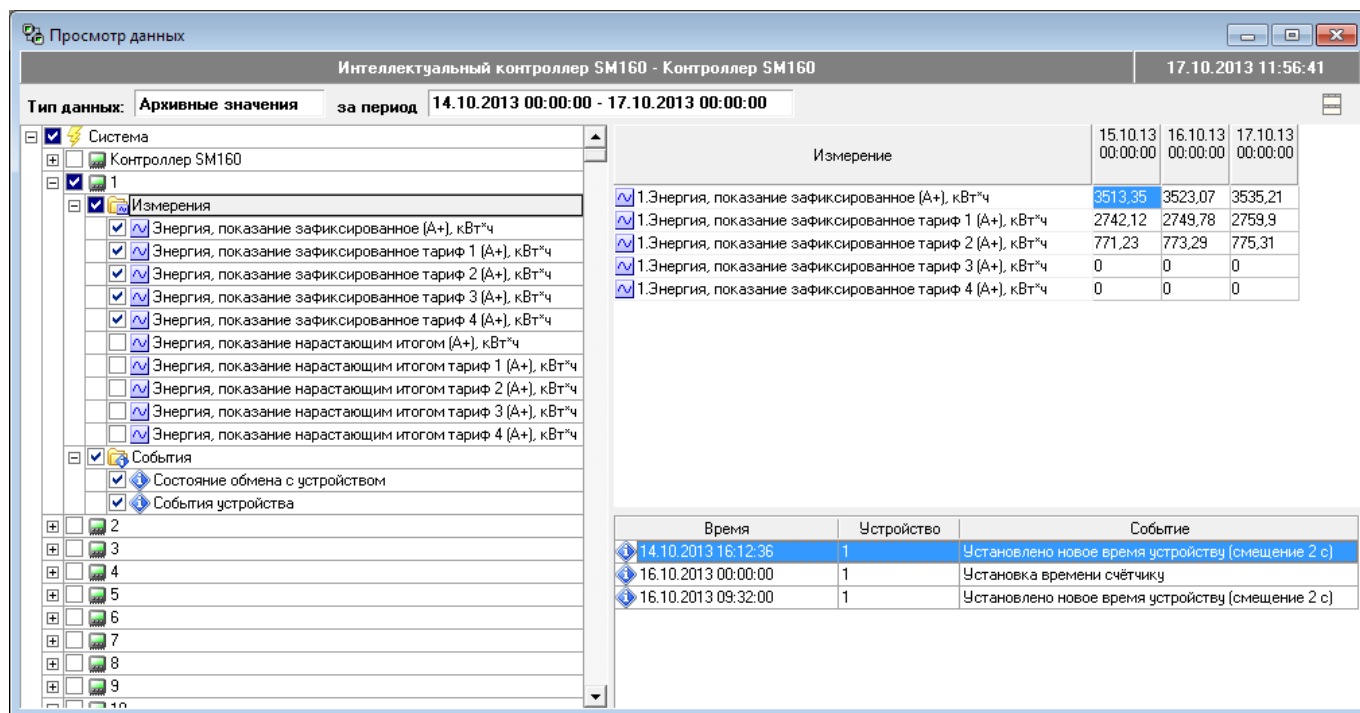 Просмотр данных
Интеллектуальный контроллер SM160 - Контроллер SM160 17.10.2013 11:56:41
Тип данных: Архивные значения за период 14.10.2013 00:00:00 - 17.10.2013 00:00:00
Система
Контроллер SM160
1
Измерения
Энергия, показание зафиксированное (А+), кВт*ч
Энергия, показание зафиксированное тариф 1 (А+), кВт*ч
Энергия, показание зафиксированное тариф 2 (А+), кВт*ч
Энергия, показание зафиксированное тариф 3 (А+), кВт*ч
Энергия, показание зафиксированное тариф 4 (А+), кВт*ч
Энергия, показание нарастающим итогом (А+), кВт*ч
Энергия, показание нарастающим итогом тариф 1 (А+), кВт*ч
Энергия, показание нарастающим итогом тариф 2 (А+), кВт*ч
Энергия, показание нарастающим итогом тариф 3 (А+), кВт*ч
Энергия, показание нарастающим итогом тариф 4 (А+), кВт*ч
События
Состояние обмена с устройством
События устройства
2
3
4
5
6
7
8
9
10
Измерение 15.10.13 00:00:00 16.10.13 00:00:00 17.10.13 00:00:00
1.Энергия, показание зафиксированное (А+), кВт*ч 3513,35 3523,07 3535,21
1.Энергия, показание зафиксированное тариф 1 (А+), кВт*ч 2742,12 2749,78 2759,9
1.Энергия, показание зафиксированное тариф 2 (А+), кВт*ч 771,23 773,29 775,31
1.Энергия, показание зафиксированное тариф 3 (А+), кВт*ч 0 0 0
1.Энергия, показание зафиксированное тариф 4 (А+), кВт*ч 0 0 0
Время Устройство Событие
14.10.2013 16:12:36 1 Установлено новое время устройству (смещение 2 с)
16.10.2013 00:00:00 1 Установка времени счётчику
16.10.2013 09:32:00 1 Установлено новое время устройству (смещение 2 с)